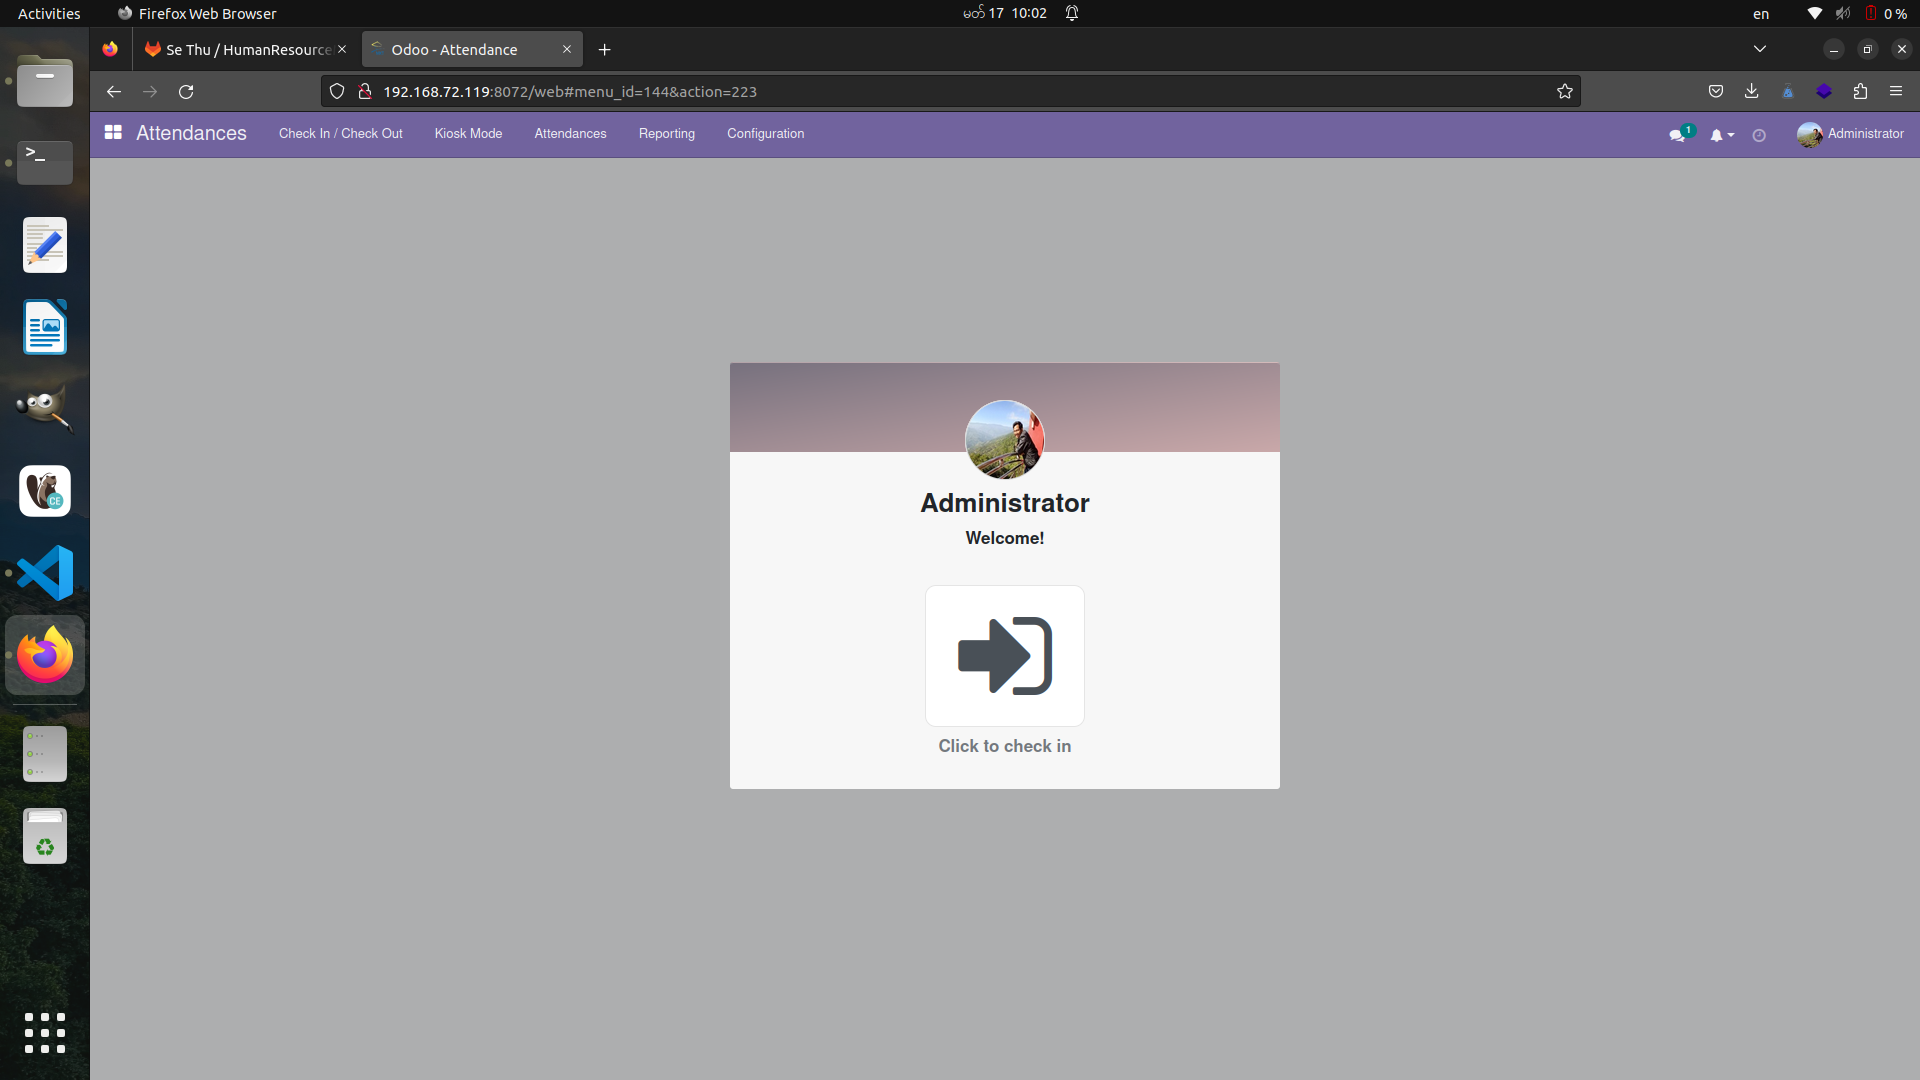 Activities
Firefox Web Browser
မတ် 17 10:02
en
0 %
Se Thu / HumanResource
Odoo - Attendance
192.168.72.119:8072/web#menu_id=144&action=223
Attendances
Check In / Check Out
Kiosk Mode
Attendances
Reporting
Configuration
1
Administrator
>_
CE
Administrator
Welcome!
Click to check in